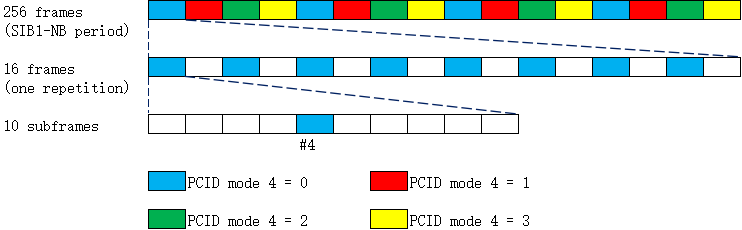 256 frames
(SIB1-NB period)
16 frames
(one repetition)
10 subframes
#4
PCID mode 4 = 0
PCID mode 4 = 1
PCID mode 4 = 2
PCID mode 4 = 3